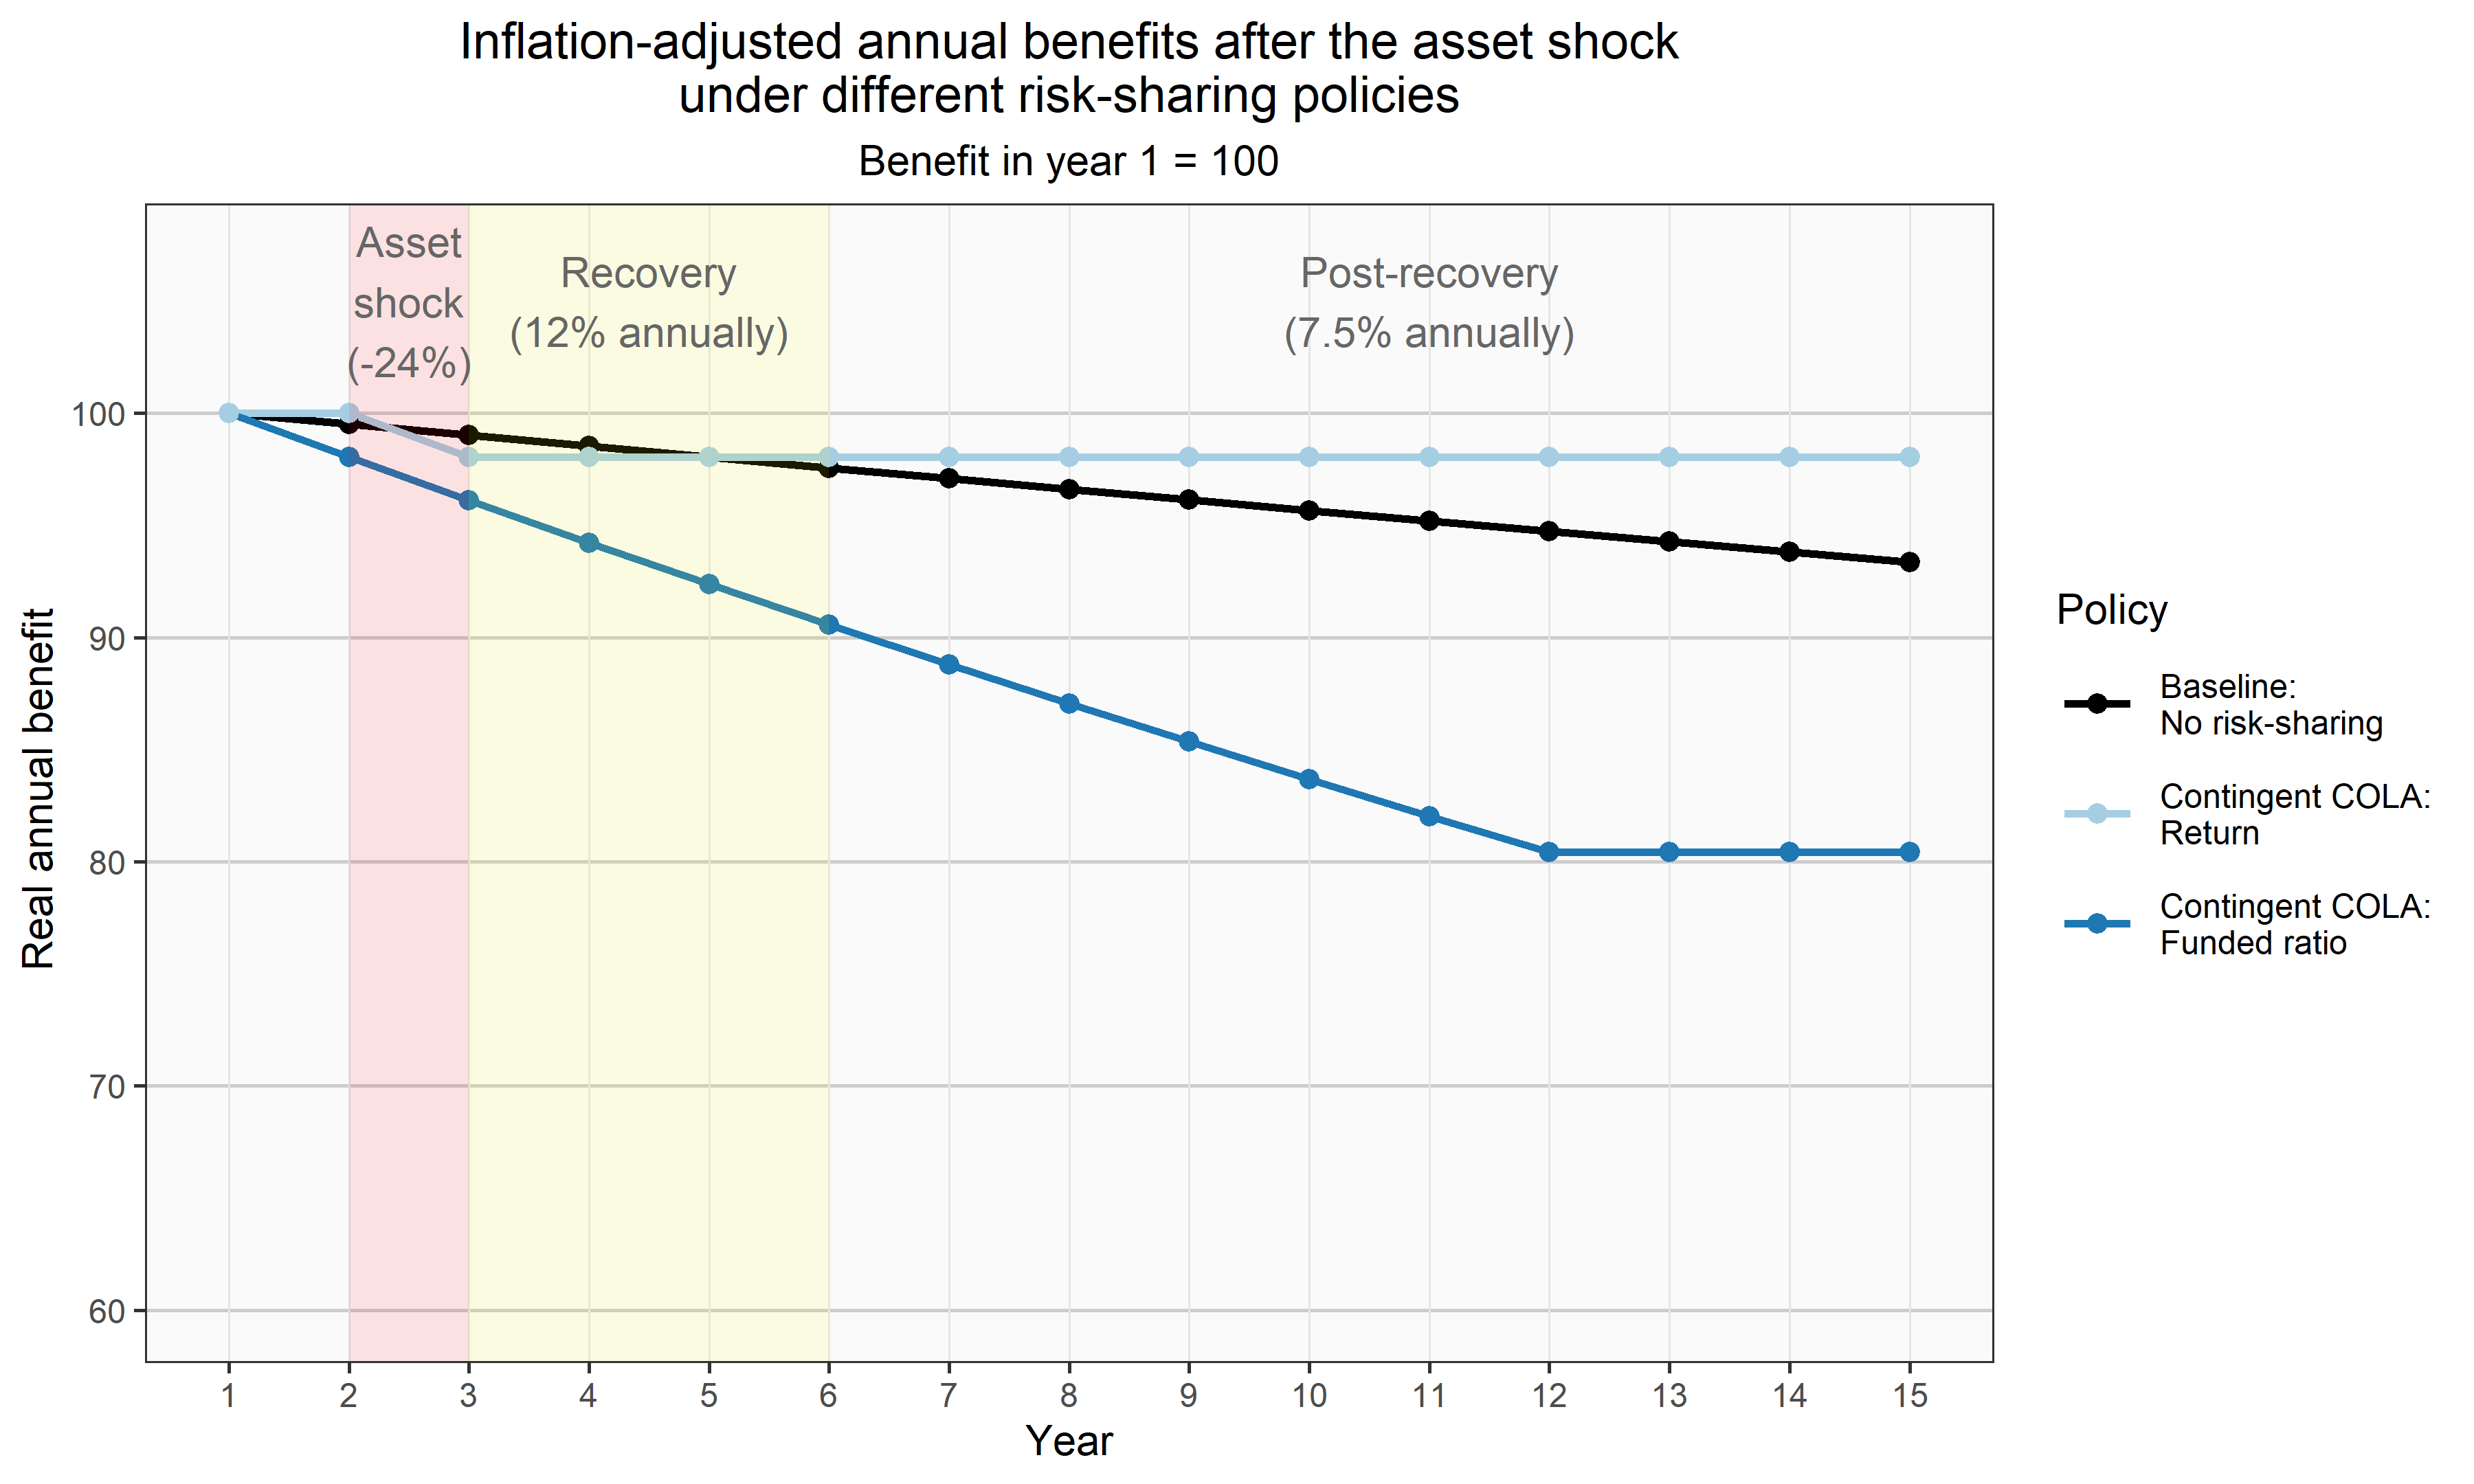 Inflation-adjusted annual benefits after the asset shock
under different risk-sharing policies
Benefit in year 1 = 100
Asset
shock
(-24%)
Recovery
(12% annually)
Post-recovery
(7.5% annually)
100
90
80
70
60
Real annual benefit
1 2 3 4 5 6 7 8 9 10 11 12 13 14 15
Year
Policy
Baseline:
No risk-sharing
Contingent COLA:
Return
Contingent COLA:
Funded ratio